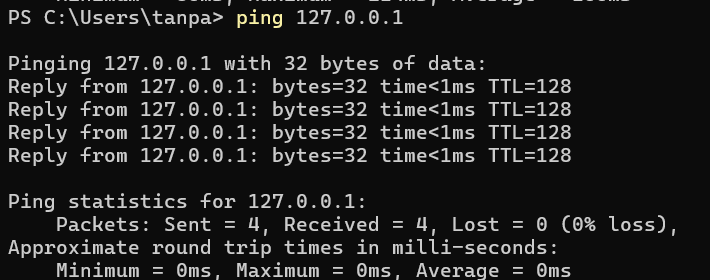 PS C:\Users\tanpa> ping 127.0.0.1
Pinging 127.0.0.1 with 32 bytes of data:
Reply from 127.0.0.1: bytes=32 time<1ms TTL=128
Reply from 127.0.0.1: bytes=32 time<1ms TTL=128
Reply from 127.0.0.1: bytes=32 time<1ms TTL=128
Reply from 127.0.0.1: bytes=32 time<1ms TTL=128
Ping statistics for 127.0.0.1:
Packets: Sent = 4, Received = 4, Lost = 0 (0% loss),
Approximate round trip times in milli-seconds:
Minimum = 0ms, Maximum = 0ms, Average = 0ms